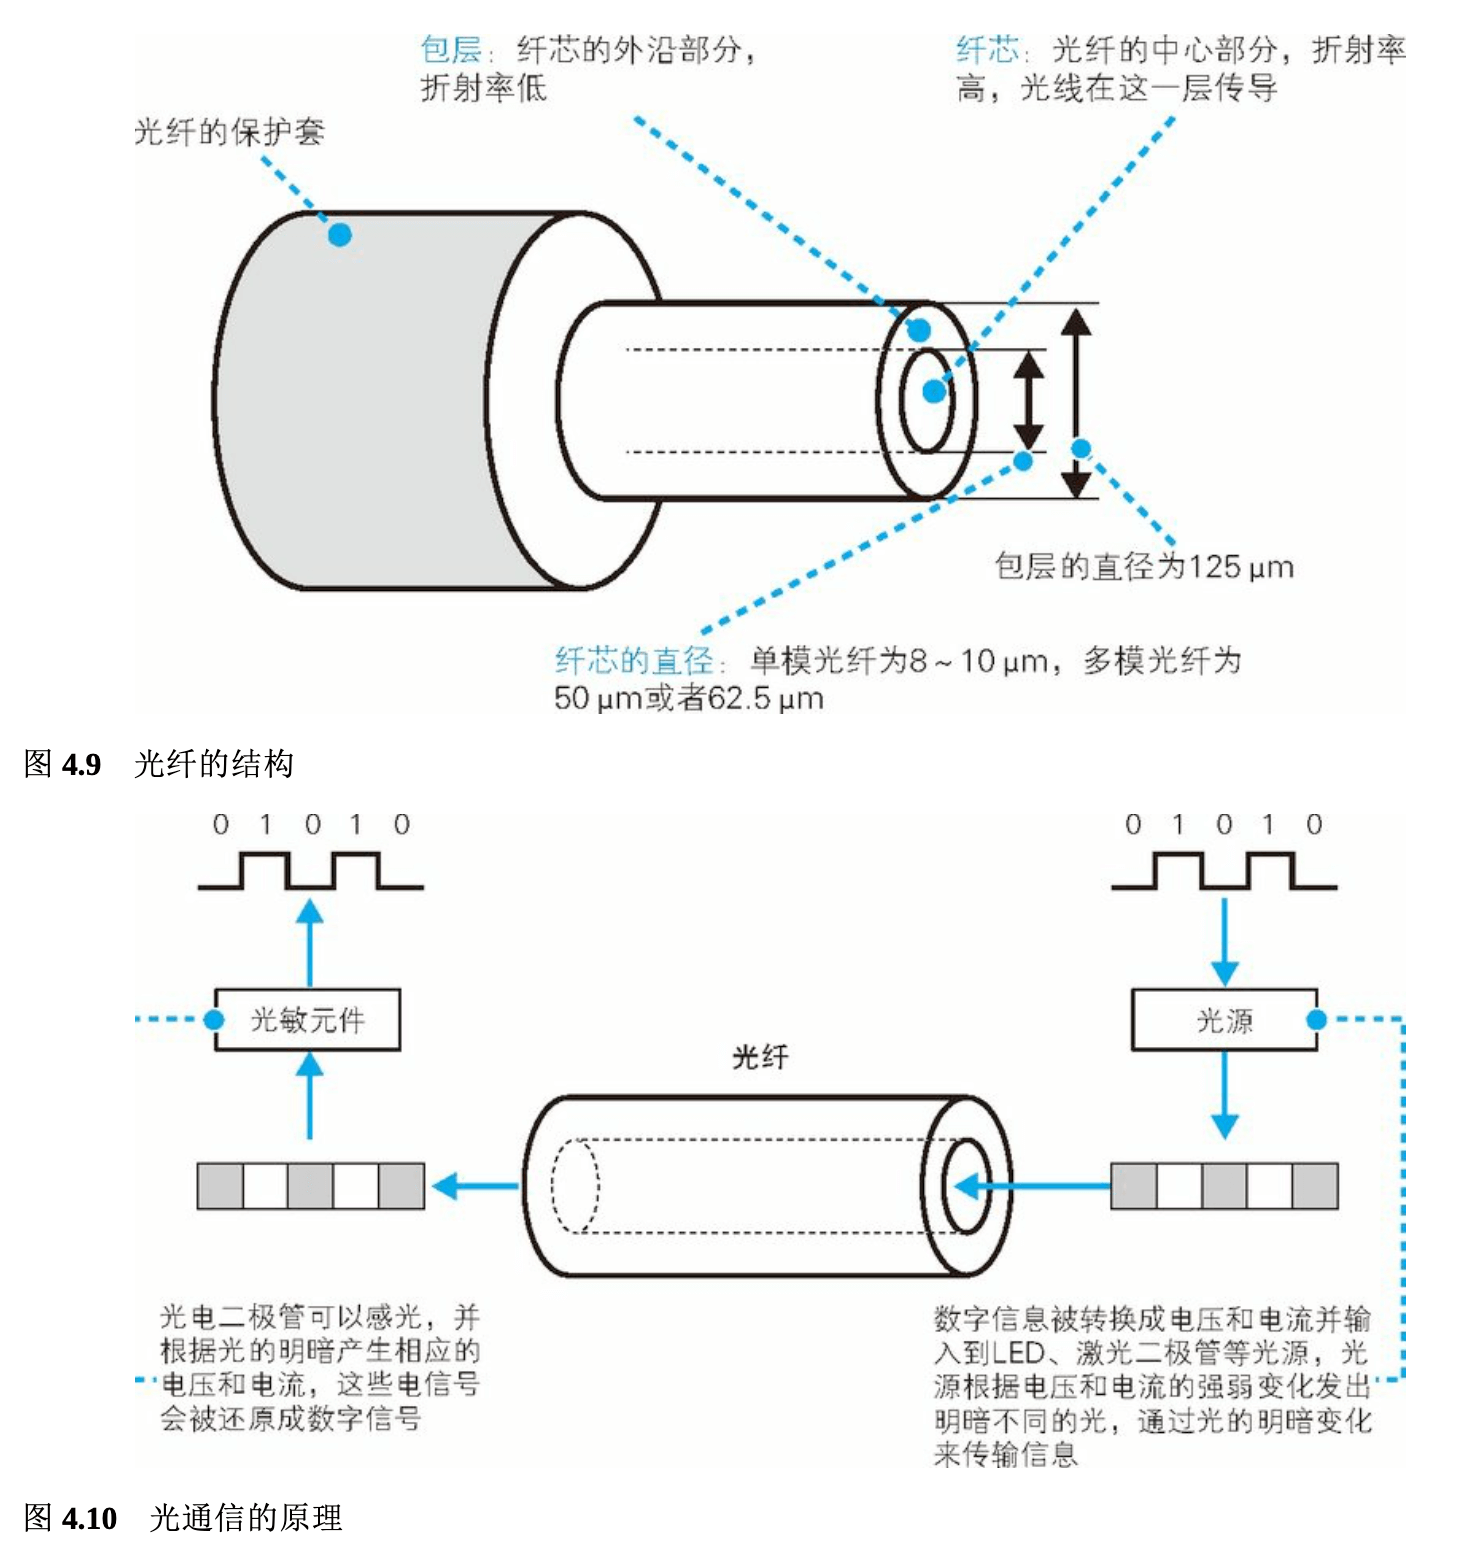 包层：纤芯的外沿部分，
折射率低
纤芯：光纤的中心部分，折射率
高，光线在这一层传导
光纤的保护套
包层的直径为125 μm
纤芯的直径：单模光纤为8 ~ 10 μm，多模光纤为
50 μm或者62.5 μm
图 4.9　光纤的结构
0 1 0 1 0
0 1 0 1 0
光敏元件
光源
光纤
光电二极管可以感光，并
根据光的明暗产生相应的
电压和电流，这些电信号
会被还原成数字信号
数字信息被转换成电压和电流并输
入到LED、激光二极管等光源，光
源根据电压和电流的强弱变化发出
明暗不同的光，通过光的明暗变化
来传输信息
图 4.10　光通信的原理